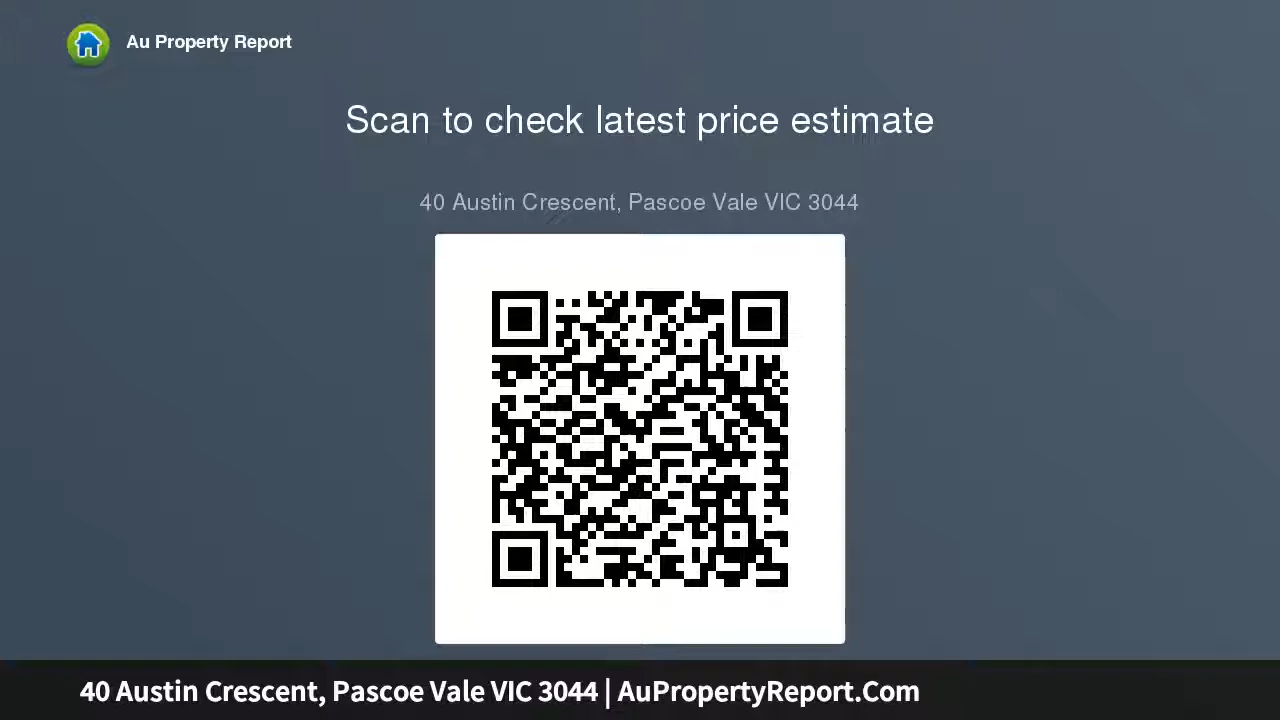 Au Property Report
Scan to check latest price estimate
40 Austin Crescent, Pascoe Vale VIC 3044
40 Austin Crescent, Pascoe Vale VIC 3044 | AuPropertyReport.Com